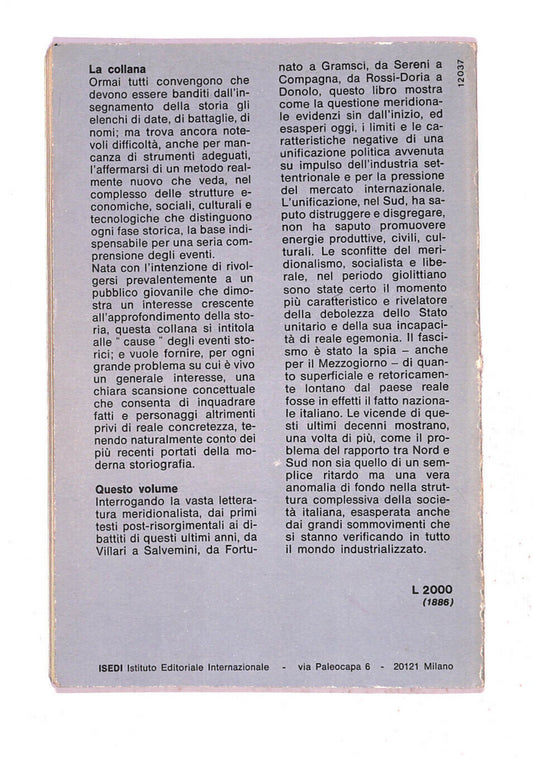 La collana
Ormai tutti convengono che
devono essere banditi dall'in-
segnamento della storia gli
elenchi di date, di battaglie, di
nomi; ma trova ancora note-
voli difficoltà, anche per man-
canza di strumenti adeguati,
l'affermarsi di un metodo real-
mente nuovo che veda, nel
complesso delle strutture e-
conomiche, sociali, culturali e
tecnologiche che distinguono
ogni fase storica, la base indi-
spensabile per una seria com-
prensione degli eventi.
Nata con l'intenzione di rivol-
gersi prevalentemente a un
pubblico giovanile che dimo-
stra un interesse crescente
all'approfondimento della sto-
ria, questa collana si intitola
alle " cause " degli eventi sto-
rici; e vuole fornire, per ogni
grande problema su cui è vivo
un generale interesse, una
chiara scansione concettuale
che consenta di inquadrare
fatti e personaggi altrimenti
privi di reale concretezza, te-
nendo naturalmente conto dei
più recenti portati della mo-
derna storiografia.
Questo volume
Interrogando la vasta lettera-
tura meridionalista, dai primi
testi post-risorgimentali ai di-
battiti di questi ultimi anni, da
Villari a Salvemini, da Fortu-
nato a Gramsci, da Sereni a
Compagna, da Rossi-Doria a
Donolo, questo libro mostra
come la questione meridiona-
le evidenzi sin dall'inizio, ed
esasperi oggi, i limiti e le ca-
ratteristiche negative di una
unificazione politica avvenuta
su impulso dell'industria set-
tentrionale e per la pressione
del mercato internazionale.
L'unificazione, nel Sud, ha sa-
puto distruggere e disgregare,
non ha saputo promuovere
energie produttive, civili, cul-
turali. Le sconfitte del meri-
dionalismo, socialista e libe-
rale, nel periodo giolittiano
sono state certo il momento
più caratteristico e rivelatore
della debolezza dello Stato
unitario e della sua incapaci-
tà di reale egemonia. Il fasci-
smo è stato la spia – anche
per il Mezzogiorno – di quan-
to superficiale e retoricamen-
te lontano dal paese reale
fosse in effetti il fatto naziona-
le italiano. Le vicende di que-
sti ultimi decenni mostrano,
una volta di più, come il pro-
blema del rapporto tra Nord e
Sud non sia quello di un sem-
plice ritardo ma una vera
anomalia di fondo nella strut-
tura complessiva della socie-
tà italiana, esasperata anche
dai grandi sommovimenti che
si stanno verificando in tutto
il mondo industrializzato.
12037
L 2000
(1886)
ISEDI Istituto Editoriale Internazionale - via Paleocapa 6 - 20121 Milano